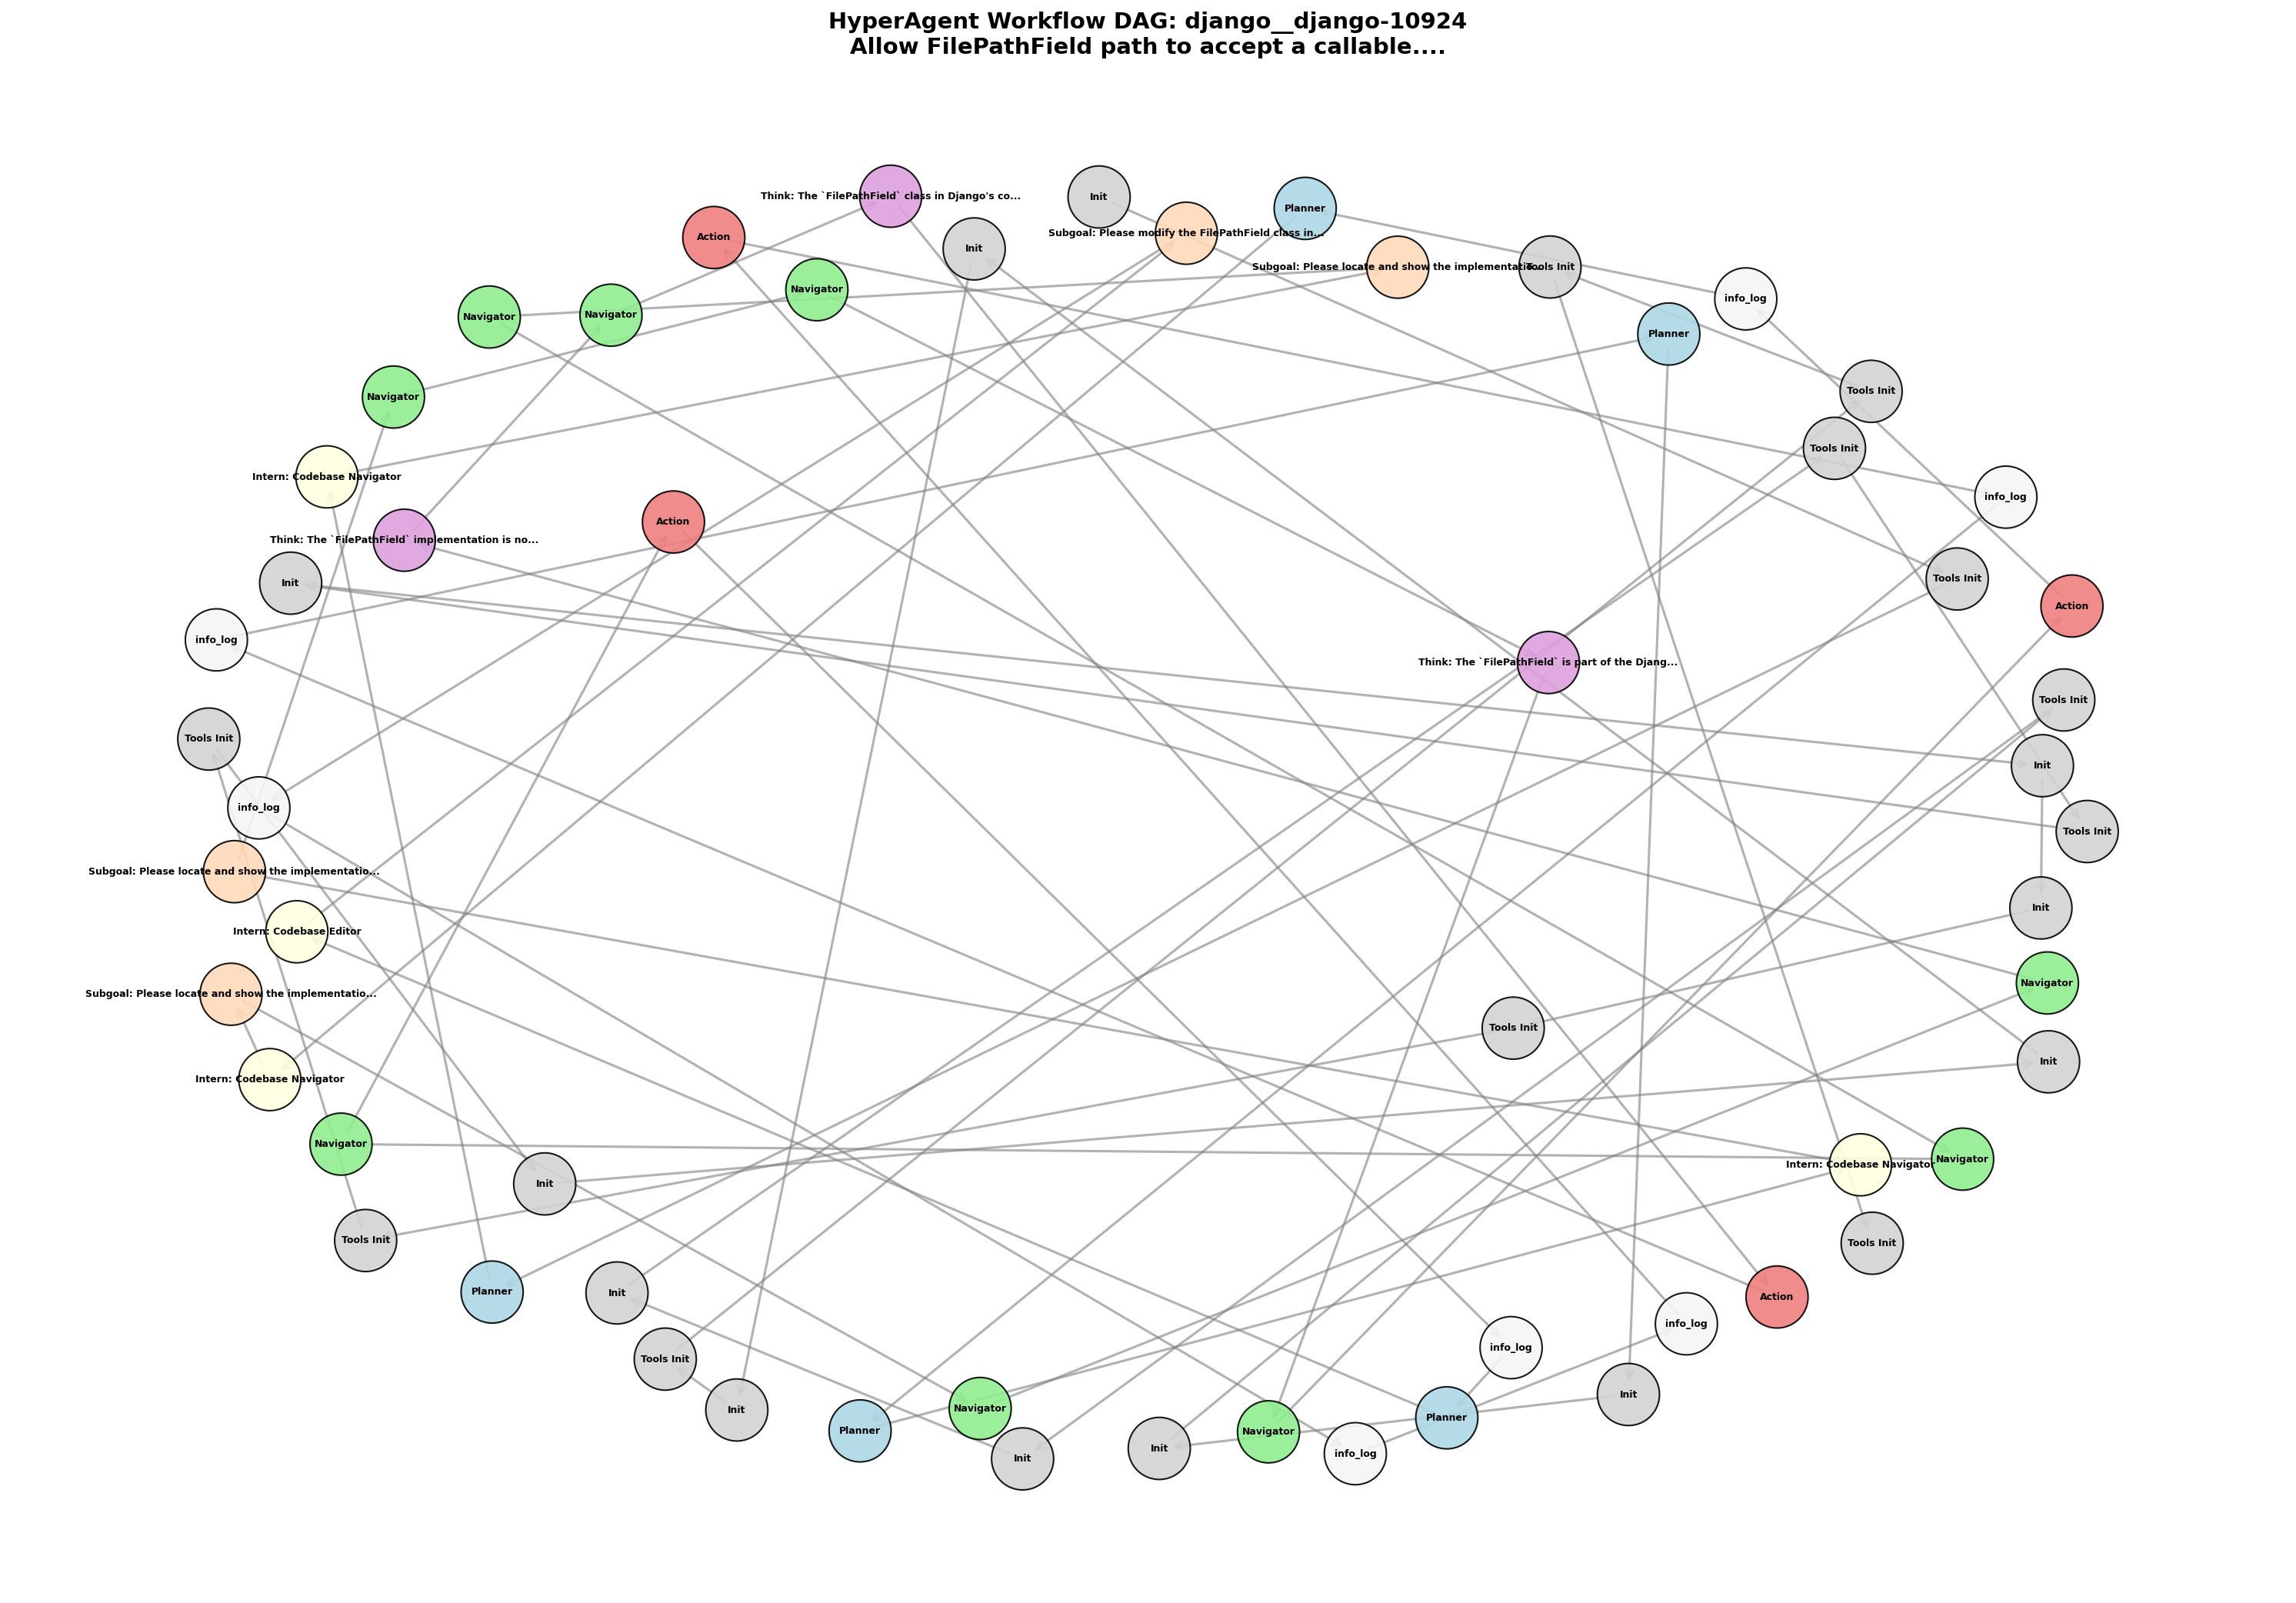 HyperAgent Workflow DAG: django__django-10924
Allow FilePathField path to accept a callable....
Think: The `FilePathField` class in Django's co...
Init
Planner
Action
Subgoal: Please modify the FilePathField class in...
Init
Subgoal: Please locate and show the implementatio...
Tools Init
Navigator
info_log
Navigator
Navigator
Planner
Tools Init
Navigator
Tools Init
Intern: Codebase Navigator
info_log
Action
Think: The `FilePathField` implementation is no...
Tools Init
Init
Action
info_log
Think: The `FilePathField` is part of the Djang...
Tools Init
Tools Init
Init
info_log
Tools Init
Subgoal: Please locate and show the implementatio...
Init
Intern: Codebase Editor
Navigator
Subgoal: Please locate and show the implementatio...
Tools Init
Init
Intern: Codebase Navigator
Navigator
Navigator
Intern: Codebase Navigator
Init
Tools Init
Tools Init
Planner
Init
Action
info_log
info_log
Tools Init
Init
Init
Navigator
Planner
Planner
Navigator
Init
info_log
Init